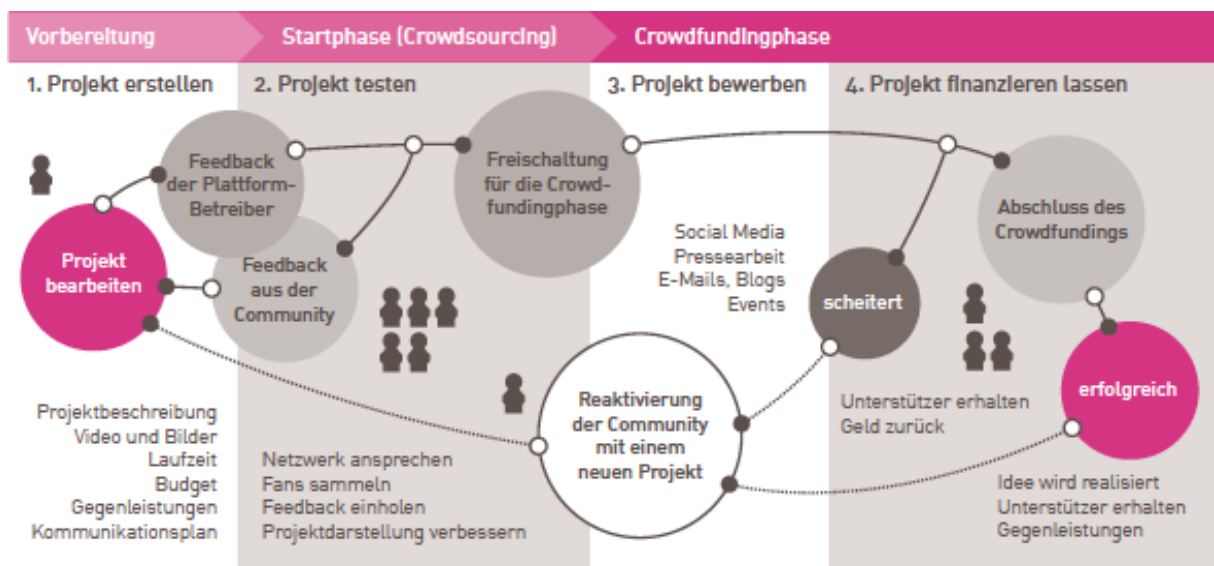 Vorbereitung
Startphase (Crowdsourcing)
Crowdfundingphase
1. Projekt erstellen
2. Projekt testen
3. Projekt bewerben
4. Projekt finanzieren lassen
Feedback
der Plattform-
Betreiber
Freischaltung
für die Crowd-
fundingphase
Projekt
bearbeiten
Feedback
aus der
Community
Social Media
Pressearbeit
E-Mails, Blogs
Events
scheitert
Abschluss des
Crowdfundings
erfolgreich
Reaktivierung
der Community
mit einem
neuen Projekt
Unterstützer erhalten
Geld zurück
Projektbeschreibung
Video und Bilder
Laufzeit
Budget
Gegenleistungen
Kommunikationsplan
Netzwerk ansprechen
Fans sammeln
Feedback einholen
Projektdarstellung verbessern
Idee wird realisiert
Unterstützer erhalten
Gegenleistungen